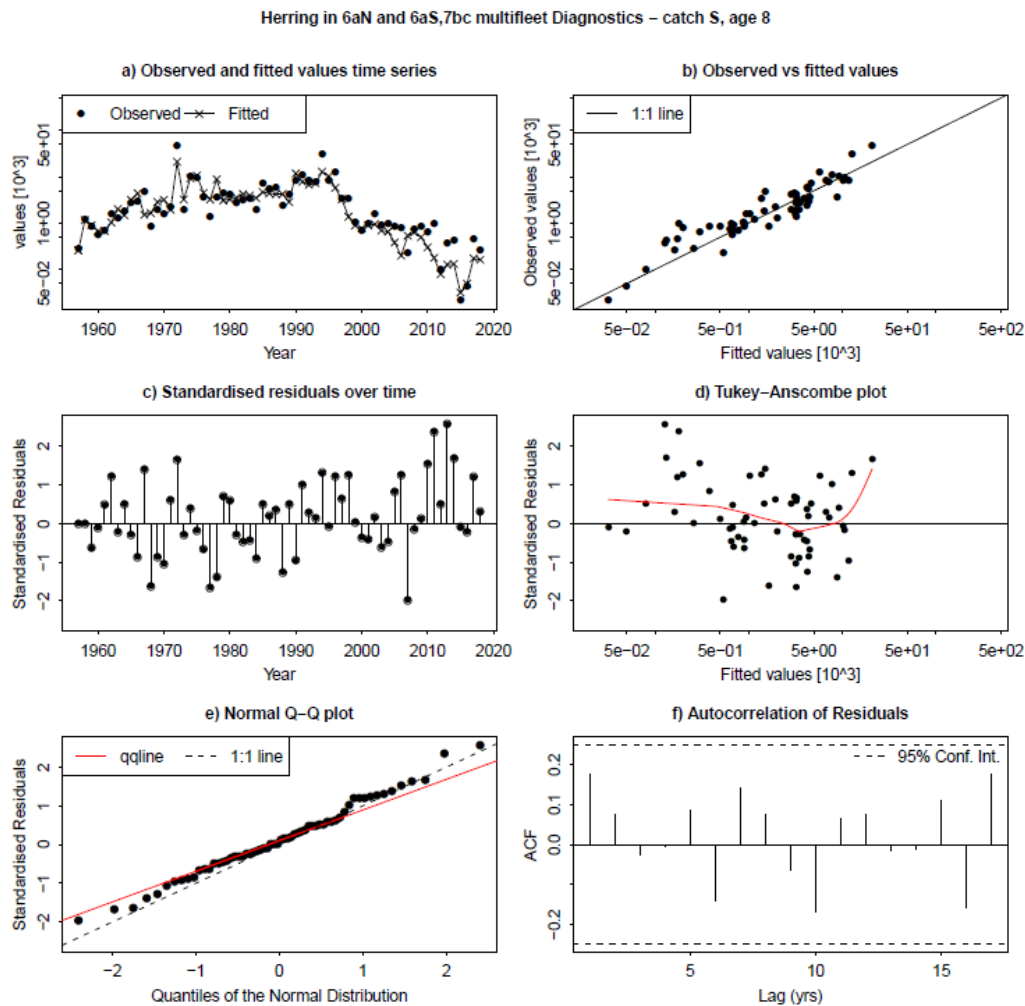 Herring in 6aN and 6aS,7bc multifleet Diagnostics − catch S, age 8
a) Observed and fitted values time series
Observed
Fitted
values [10^3]
5e−02
1e+00
5e+01
1960 1970 1980 1990 2000 2010 2020
Year
b) Observed vs fitted values
1:1 line
Observed values [10^3]
5e−02
1e+00
5e+01
5e−02 5e−01 5e+00 5e+01 5e+02
Fitted values [10^3]
c) Standardised residuals over time
Standardised Residuals
2
1
0
−1
−2
1960 1970 1980 1990 2000 2010 2020
Year
d) Tukey−Anscombe plot
Standardised Residuals
2
1
0
−1
−2
5e−02 5e−01 5e+00 5e+01 5e+02
Fitted values [10^3]
e) Normal Q−Q plot
qqline
1:1 line
Standardised Residuals
2
1
0
−1
−2
−2 −1 0 1 2
Quantiles of the Normal Distribution
f) Autocorrelation of Residuals
95% Conf. Int.
ACF
0.2
0.1
0.0
−0.2
5 10 15
Lag (yrs)